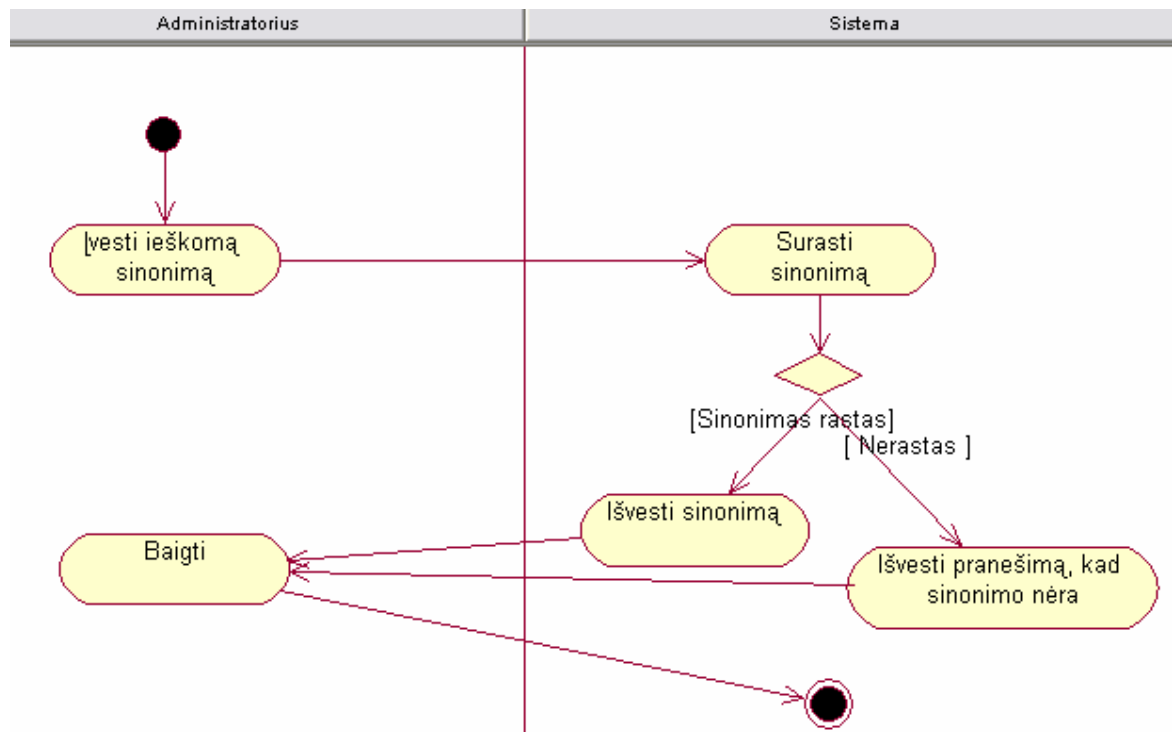 Administratorius
Sistema
Įvesti ieškomą
sinonimą
Surasti
sinonimą
[Sinonimas rastas]
[ Nerastas ]
Išvesti sinonimą
Baigti
Išvesti pranešimą, kad
sinonimo nėra